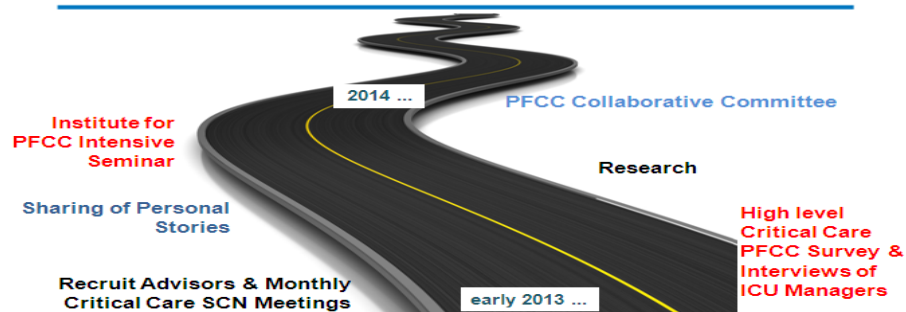 2014 ...
PFCC Collaborative Committee
Institute for
PFCC Intensive
Seminar
Research
Sharing of Personal
Stories
High level
Critical Care
PFCC Survey &
Interviews of
ICU Managers
Recruit Advisors & Monthly
Critical Care SCN Meetings
early 2013 ...